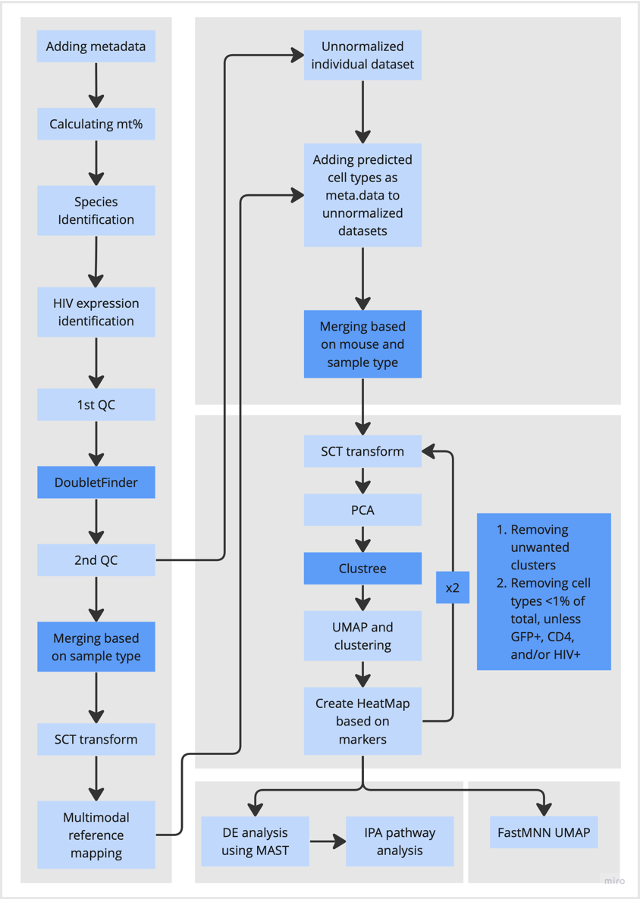 Adding metadata
Calculating mt%
Species
Identification
HIV expression
identification
1st QC
DoubletFinder
2nd QC
Merging based
on sample type
SCT transform
Multimodal
reference
mapping
Unnormalized
individual dataset
Adding predicted
cell types as
meta.data to
unnormalized
datasets
Merging based
on mouse and
sample type
SCT transform
PCA
Clustree
UMAP and
clustering
Create HeatMap
based on
markers
x2
1. Removing
unwanted
clusters
2. Removing cell
types <1% of
total, unless
GFP+, CD4,
and/or HIV+
DE analysis
using MAST
IPA pathway
analysis
FastMNN UMAP
miro